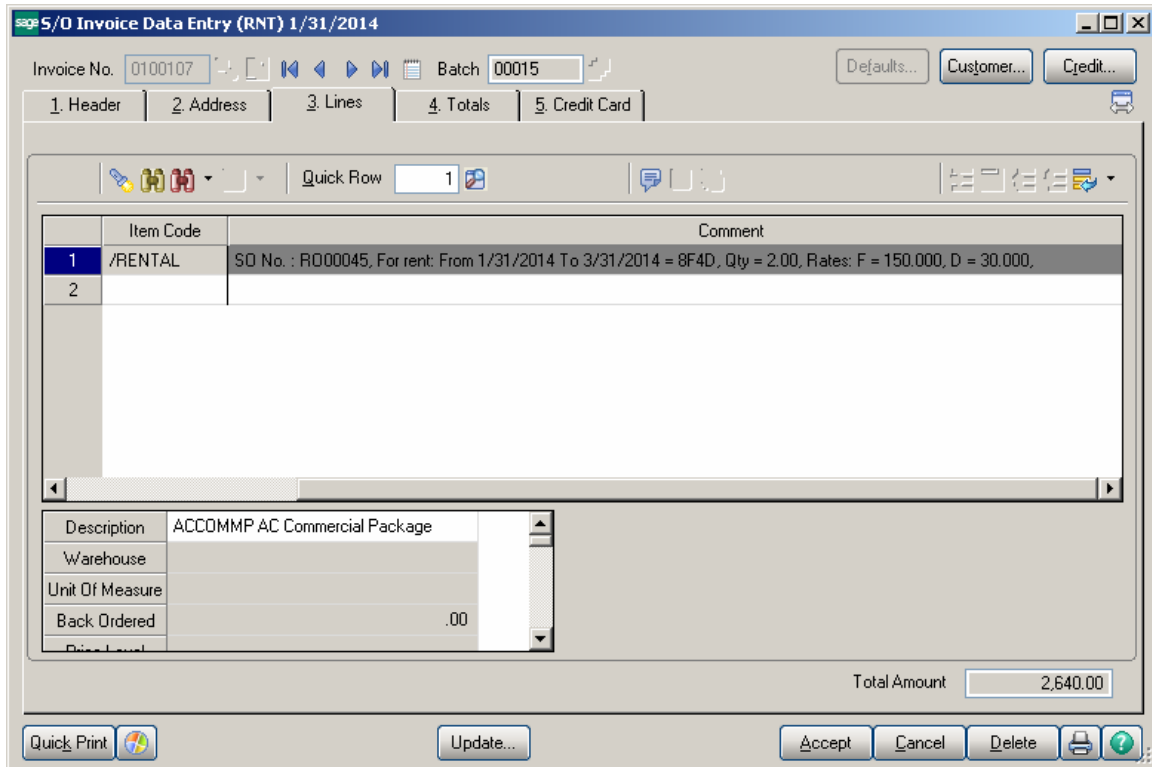 sage S/O Invoice Data Entry (RNT) 1/31/2014
Invoice No. 0100107 Batch 00015 Defaults... Customer... Credit...
1. Header 2. Address 3. Lines 4. Totals 5. Credit Card
Quick Row 1
Item Code Comment
1 /RENTAL SO No. : RO00045, For rent: From 1/31/2014 To 3/31/2014 = 8F4D, Qty = 2.00, Rates: F = 150.000, D = 30.000,
2
Description ACCOMMP AC Commercial Package
Warehouse
Unit Of Measure
Back Ordered .00
Price Level
Total Amount 2,640.00
Quick Print Update... Accept Cancel Delete